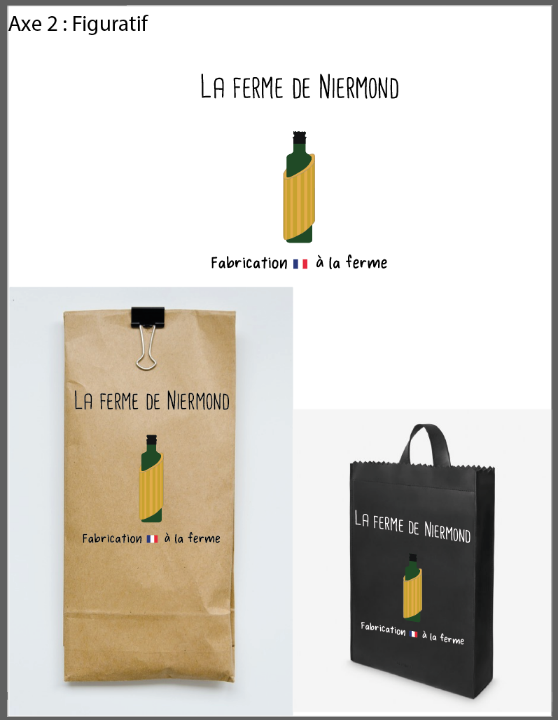 Axe 2 : Figuratif
La ferme de Niermond
Fabrication à la ferme
La ferme de Niermond
Fabrication à la ferme
La ferme de Niermond
Fabrication à la ferme